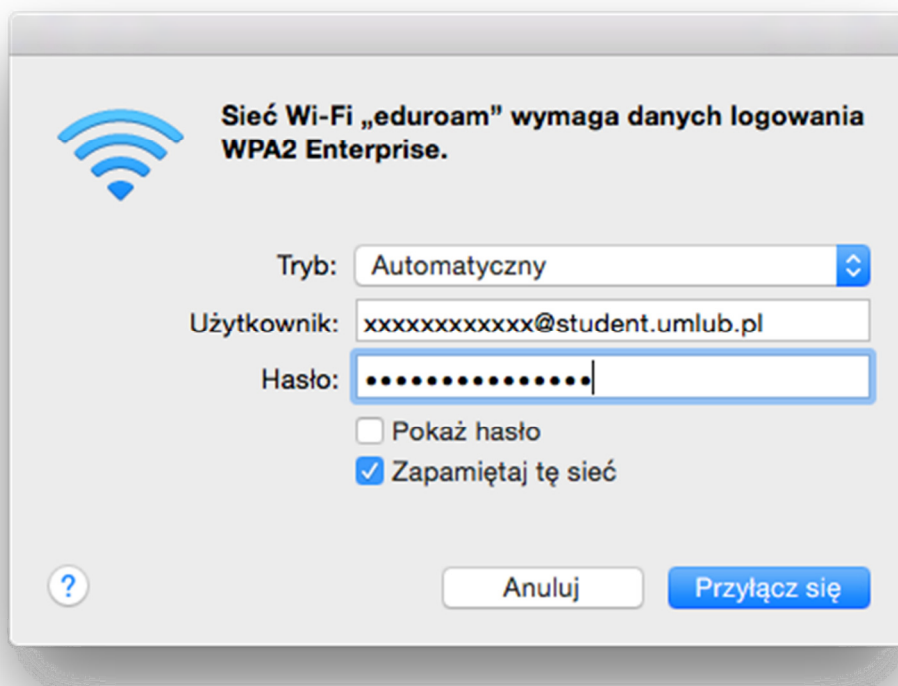 Sieć Wi-Fi „eduroam” wymaga danych logowania
WPA2 Enterprise.
Tryb: Automatyczny
Użytkownik: xxxxxxxxxxxx@student.umlub.pl
Hasło: •••••••••••••••
Pokaż hasło
Zapamiętaj tę sieć
? Anuluj Przyłącz się